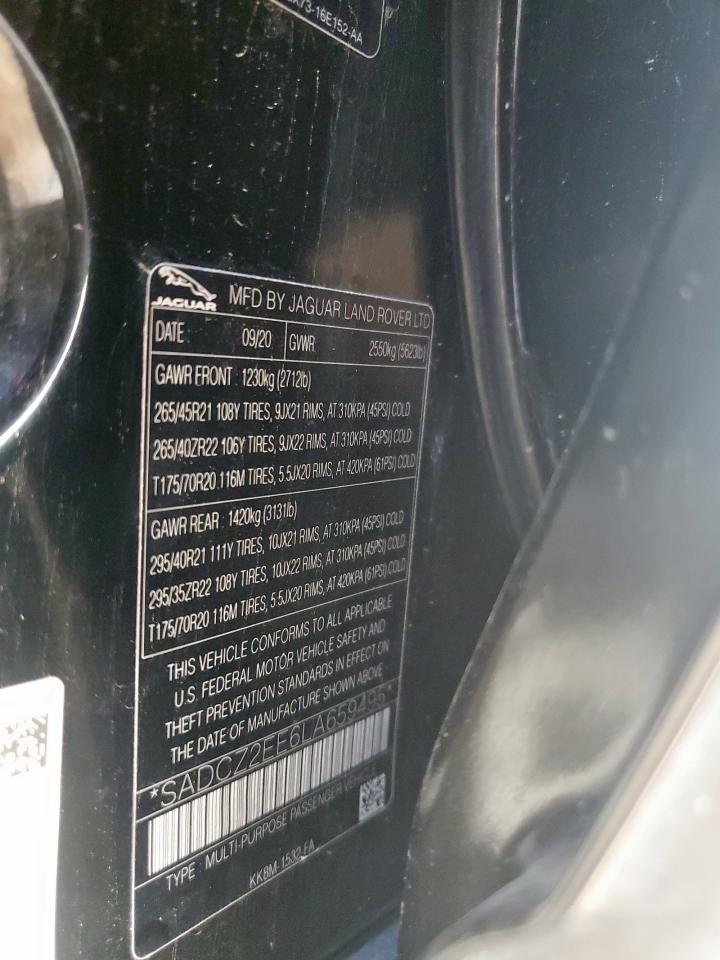 73-16E152-AA
JAGUAR
MFD BY JAGUAR LAND ROVER LTD
DATE 09/20 GVWR 2550kg (5623lb)
GAWR FRONT : 1230kg (2712lb)
265/45R21 108Y TIRES, 9JX21 RIMS, AT 310KPA (45PSI) COLD
265/40ZR22 106Y TIRES, 9JX22 RIMS, AT 310KPA (45PSI) COLD
T175/70R20 116M TIRES, 5.5JX20 RIMS, AT 420KPA (61PSI) COLD
GAWR REAR : 1420kg (3131lb)
295/40R21 111Y TIRES, 10JX21 RIMS, AT 310KPA (45PSI) COLD
295/35ZR22 108Y TIRES, 10JX22 RIMS, AT 310KPA (45PSI) COLD
T175/70R20 116M TIRES, 5.5JX20 RIMS, AT 420KPA (61PSI) COLD
THIS VEHICLE CONFORMS TO ALL APPLICABLE
U.S. FEDERAL MOTOR VEHICLE SAFETY AND
THEFT PREVENTION STANDARDS IN EFFECT ON
THE DATE OF MANUFACTURE SHOWN ABOVE
*SADCZ2EE6LA659495*
TYPE : MULTI-PURPOSE PASSENGER VEHICLE
KK8M-1532-EA